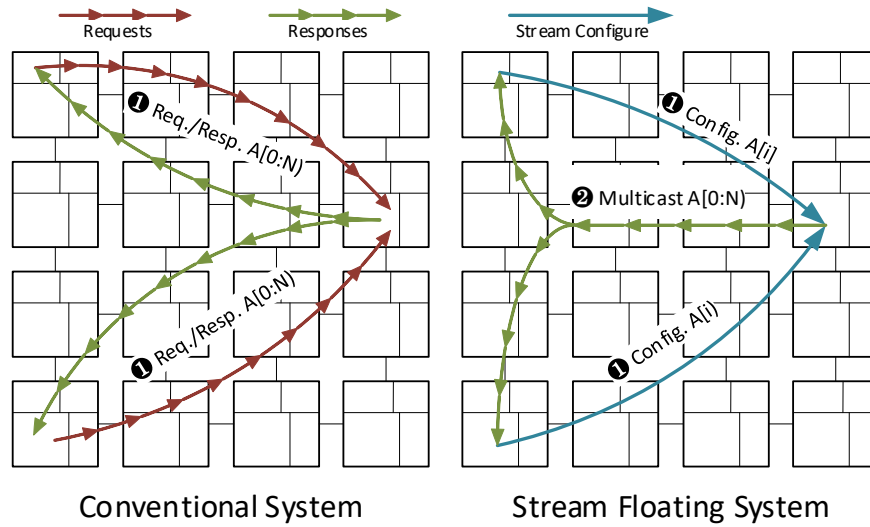 Requests
Responses
Stream Configure
❶ Req./Resp. A[0:N)
❶ Req./Resp. A[0:N)
❶ Config. A[i]
❷ Multicast A[0:N)
❶ Config. A[i)
Conventional System
Stream Floating System